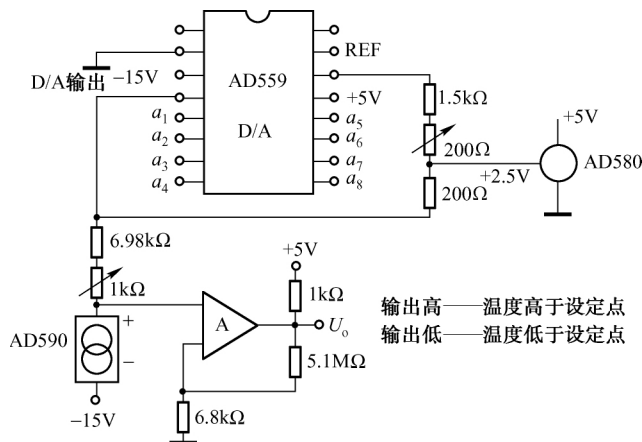 REF
D/A输出
−15V
AD559
+5V
D/A
a1
a2
a3
a4
a5
a6
a7
a8
1.5kΩ
200Ω
+2.5V
200Ω
+5V
AD580
6.98kΩ
1kΩ
AD590
+
−
−15V
A
+5V
1kΩ
Uo
5.1MΩ
6.8kΩ
输出高——温度高于设定点
输出低——温度低于设定点